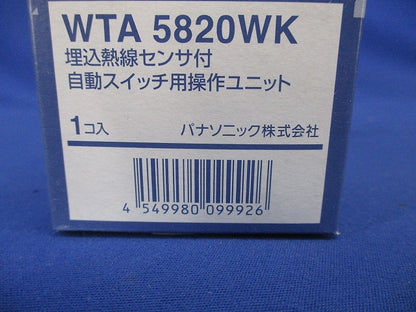 WTA 5820WK
埋込熱線センサ付
自動スイッチ用操作ユニット
1コ入 パナソニック株式会社
4 549980 099926